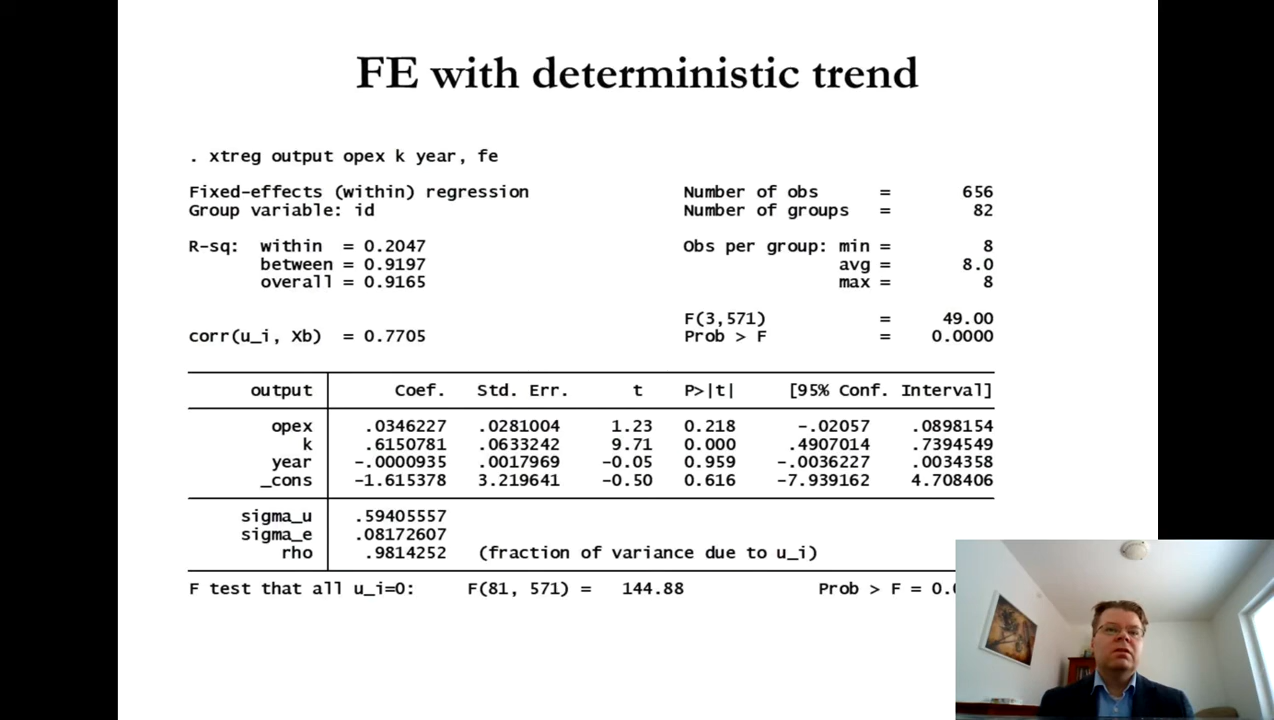 FE with deterministic trend
. xtreg output opex k year, fe
Fixed-effects (within) regression Number of obs = 656
Group variable: id Number of groups = 82
R-sq: within = 0.2047 Obs per group: min = 8
between = 0.9197 avg = 8.0
overall = 0.9165 max = 8
F(3,571) = 49.00
corr(u_i, Xb) = 0.7705 Prob > F = 0.0000
output Coef. Std. Err. t P>|t| [95% Conf. Interval]
opex .0346227 .0281004 1.23 0.218 -.02057 .0898154
k .6150781 .0633242 9.71 0.000 .4907014 .7394549
year -.0000935 .0017969 -0.05 0.959 -.0036227 .0034358
_cons -1.615378 3.219641 -0.50 0.616 -7.939162 4.708406
sigma_u .59405557
sigma_e .08172607
rho .9814252 (fraction of variance due to u_i)
F test that all u_i=0: F(81, 571) = 144.88 Prob > F =